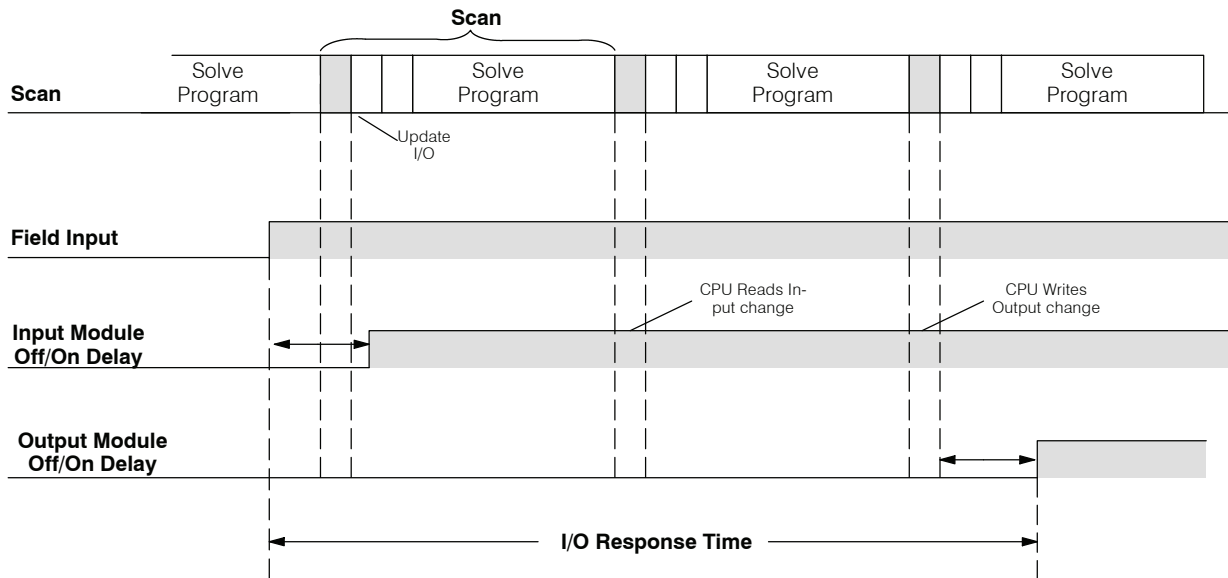 Scan
Solve
Program
Solve
Program
Solve
Program
Solve
Program
Scan
Update
I/O
Field Input
CPU Reads In-
put change
CPU Writes
Output change
Input Module
Off/On Delay
Output Module
Off/On Delay
I/O Response Time